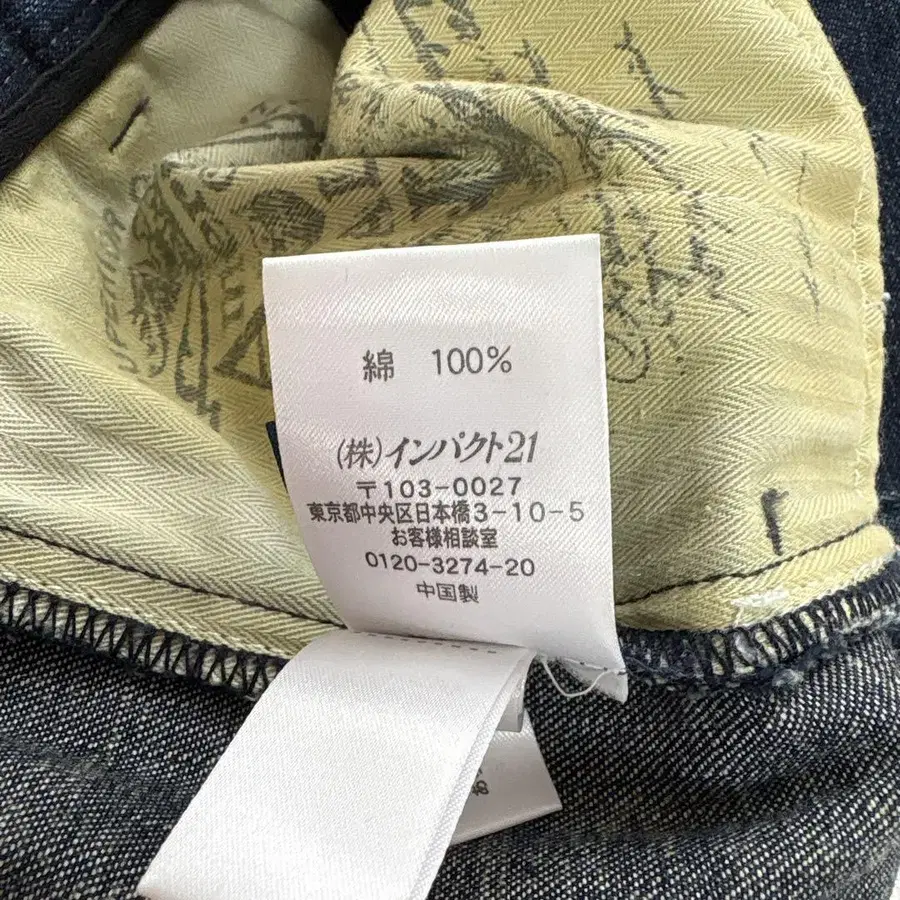 綿 100%
(株)インパクト21
〒103-0027
東京都中央区日本橋3-10-5
お客様相談室
0120-3274-20
中国製